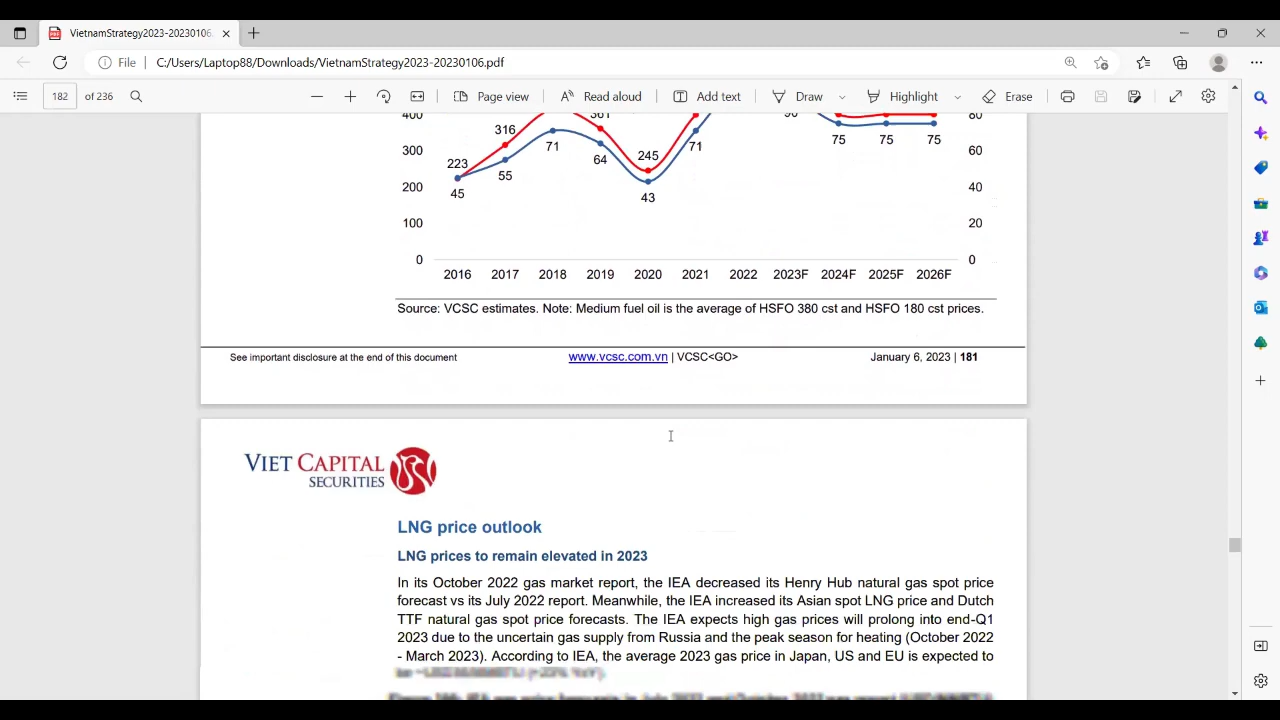 VietnamStrategy2023-20230106.
File
C:/Users/Laptop88/Downloads/VietnamStrategy2023-20230106.pdf
182 of 236
Page view
Read aloud
Add text
Draw
Highlight
Erase
400 80
316 361 90
300 71 64 71 75 75 75 60
223 55 245
200 45 43 40
100 20
0 0
2016 2017 2018 2019 2020 2021 2022 2023F 2024F 2025F 2026F
Source: VCSC estimates. Note: Medium fuel oil is the average of HSFO 380 cst and HSFO 180 cst prices.
See important disclosure at the end of this document www.vcsc.com.vn | VCSC<GO> January 6, 2023 | 181
VIET CAPITAL
SECURITIES
LNG price outlook
LNG prices to remain elevated in 2023
In its October 2022 gas market report, the IEA decreased its Henry Hub natural gas spot price
forecast vs its July 2022 report. Meanwhile, the IEA increased its Asian spot LNG price and Dutch
TTF natural gas spot price forecasts. The IEA expects high gas prices will prolong into end-Q1
2023 due to the uncertain gas supply from Russia and the peak season for heating (October 2022
- March 2023). According to IEA, the average 2023 gas price in Japan, US and EU is expected to